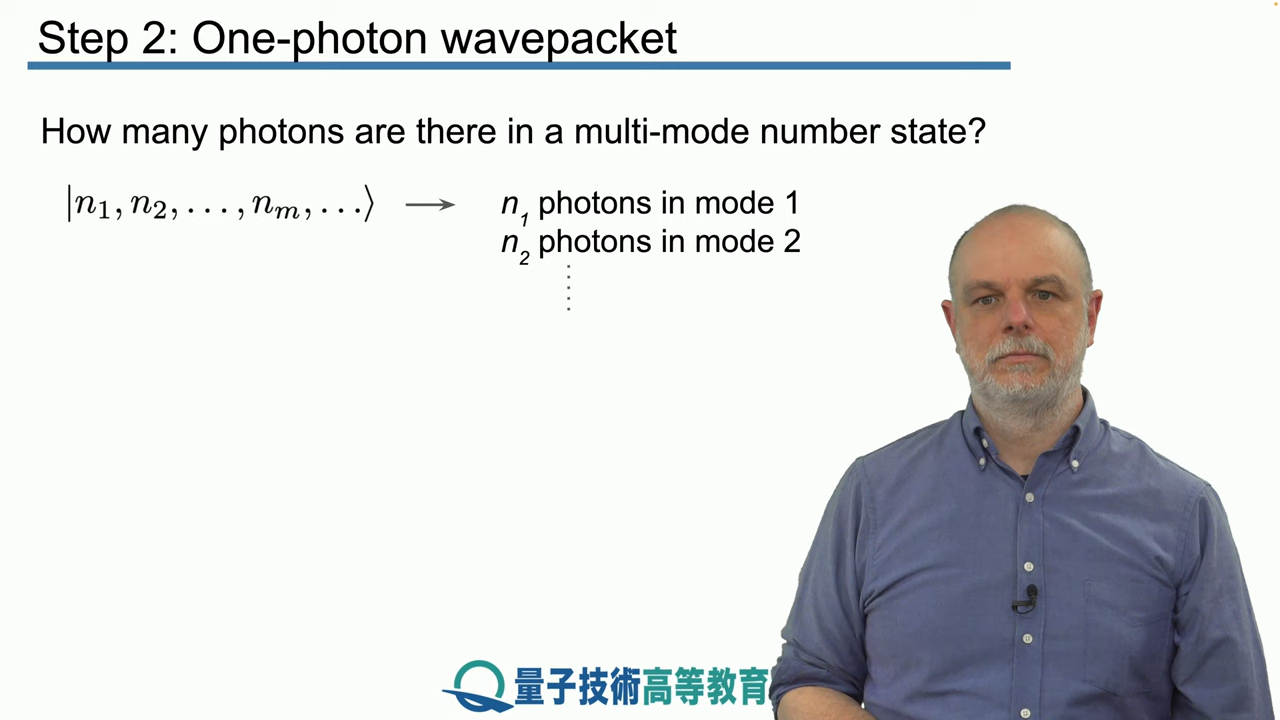 Step 2: One-photon wavepacket
How many photons are there in a multi-mode number state?
|n₁, n₂, . . . , nₘ, . . .⟩ → n₁ photons in mode 1
n₂ photons in mode 2
量子技術高等教育